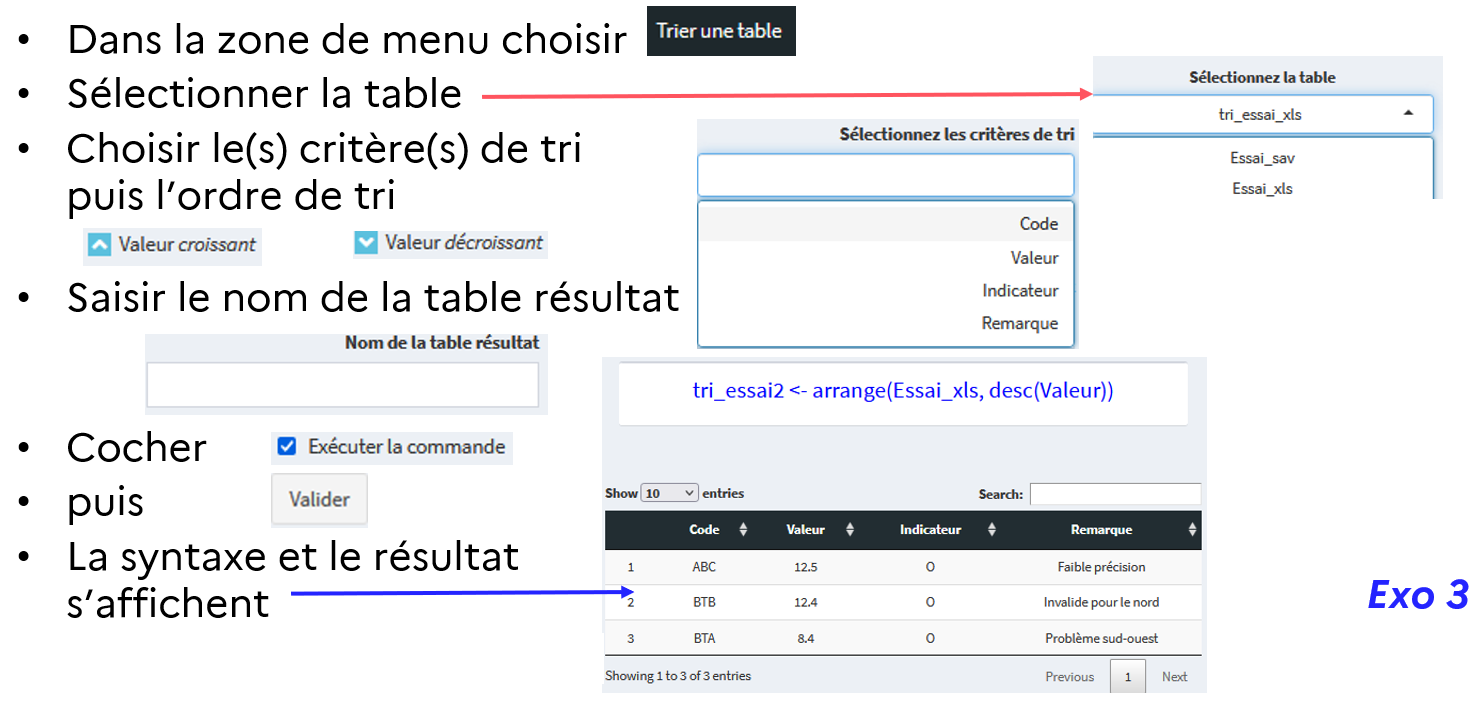 • Dans la zone de menu choisir
Trier une table
• Sélectionner la table
Sélectionnez la table
tri_essai_xls
Essai_sav
Essai_xls
• Choisir le(s) critère(s) de tri
puis l’ordre de tri
Valeur croissant
Valeur décroissant
Sélectionnez les critères de tri
Code
Valeur
Indicateur
Remarque
• Saisir le nom de la table résultat
Nom de la table résultat
• Cocher
Exécuter la commande
• puis
Valider
• La syntaxe et le résultat
s’affichent
tri_essai2 <- arrange(Essai_xls, desc(Valeur))
Show 10 entries Search:
Code Valeur Indicateur Remarque
1 ABC 12.5 O Faible précision
2 BTB 12.4 O Invalide pour le nord
3 BTA 8.4 O Problème sud-ouest
Showing 1 to 3 of 3 entries Previous 1 Next
Exo 3